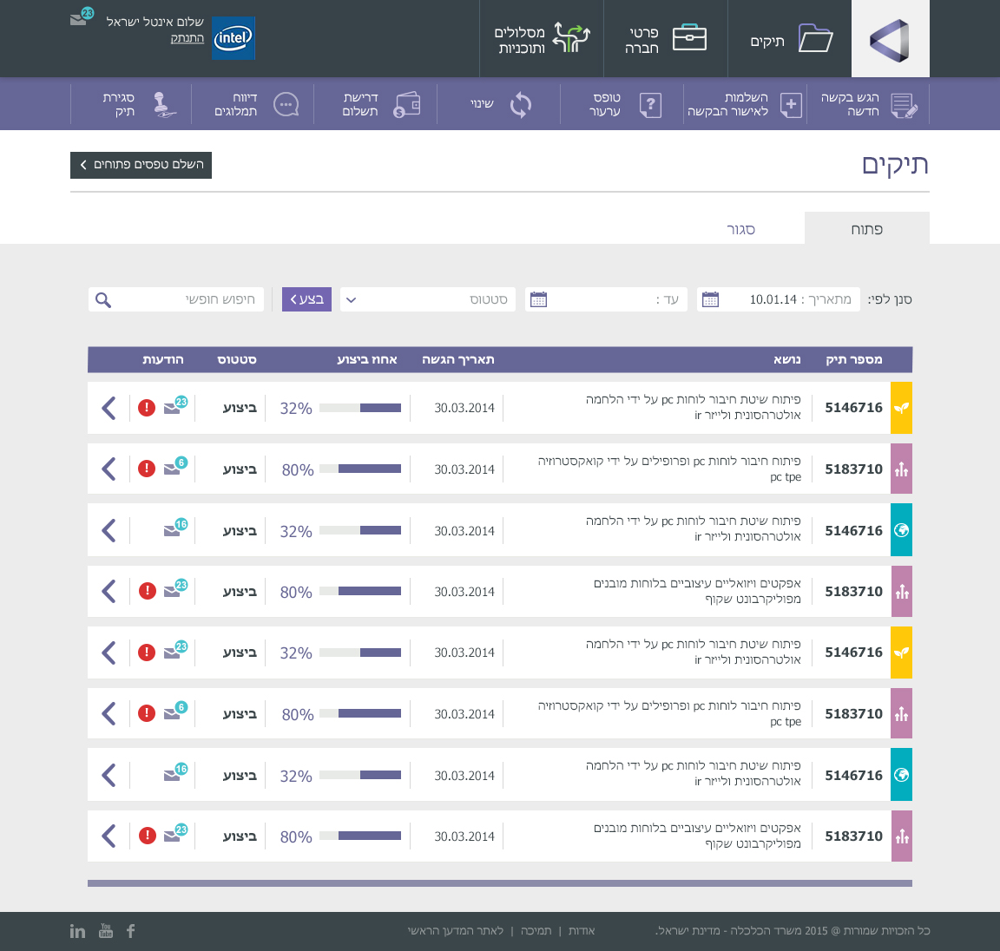 תיקים
פרטי
חברה
מסלולים
ותוכניות
intel
שלום אינטל ישראל
התנתק
23
הגש בקשה
חדשה
השלמות
לאישור הבקשה
טופס
ערעור
שינוי
דרישת
תשלום
דיווח
תמלוגים
סגירת
תיק
תיקים
השלם טפסים פתוחים
פתוח
סגור
סנן לפי:
מתאריך : 10.01.14
עד :
סטטוס
בצע
חיפוש חופשי
מספר תיק נושא תאריך הגשה אחוז ביצוע סטטוס הודעות
5146716
פיתוח שיטת חיבור לוחות pc על ידי הלחמה
אולטרהסונית ולייזר ir
30.03.2014 32% ביצוע 23 !
5183710
פיתוח חיבור לוחות pc ופרופילים על ידי קואקסטרוזיה
pc tpe
30.03.2014 80% ביצוע 6 !
5146716
פיתוח שיטת חיבור לוחות pc על ידי הלחמה
אולטרהסונית ולייזר ir
30.03.2014 32% ביצוע 16
5183710
אפקטים ויזואליים עיצוביים בלוחות מובנים
מפוליקרבונט שקוף
30.03.2014 80% ביצוע 23 !
5146716
פיתוח שיטת חיבור לוחות pc על ידי הלחמה
אולטרהסונית ולייזר ir
30.03.2014 32% ביצוע 23 !
5183710
פיתוח חיבור לוחות pc ופרופילים על ידי קואקסטרוזיה
pc tpe
30.03.2014 80% ביצוע 6 !
5146716
פיתוח שיטת חיבור לוחות pc על ידי הלחמה
אולטרהסונית ולייזר ir
30.03.2014 32% ביצוע 16
5183710
אפקטים ויזואליים עיצוביים בלוחות מובנים
מפוליקרבונט שקוף
30.03.2014 80% ביצוע 23 !
כל הזכויות שמורות @ 2015 משרד הכלכלה - מדינת ישראל.
אודות | תמיכה | לאתר המדען הראשי
f You Tube in